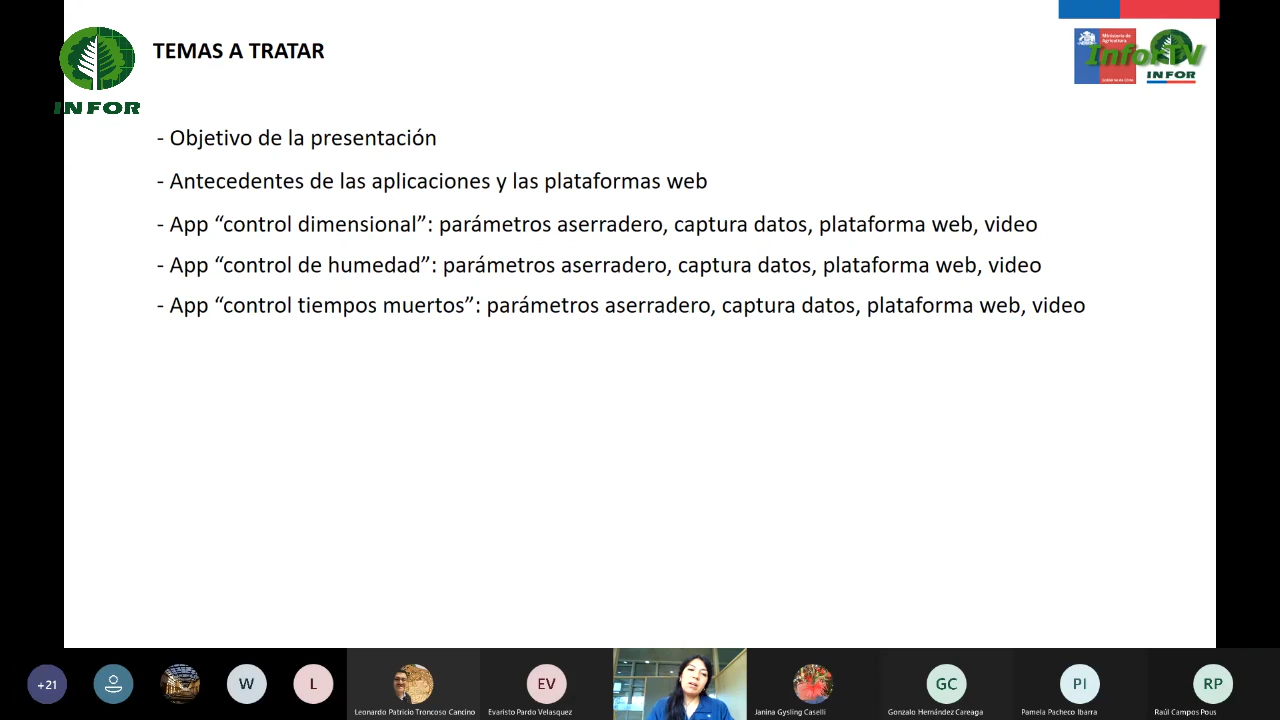 TEMAS A TRATAR
INFOR
Ministerio de
Agricultura
InforTV
INFOR
Gobierno de Chile
- Objetivo de la presentación
- Antecedentes de las aplicaciones y las plataformas web
- App “control dimensional”: parámetros aserradero, captura datos, plataforma web, video
- App “control de humedad”: parámetros aserradero, captura datos, plataforma web, video
- App “control tiempos muertos”: parámetros aserradero, captura datos, plataforma web, video
+21
W
L
EV
GC
PI
RP
Leonardo Patricio Troncoso Cancino
Evaristo Pardo Velasquez
Janina Gysling Caselli
Gonzalo Hernández Careaga
Pamela Pacheco Ibarra
Raúl Campos Pous